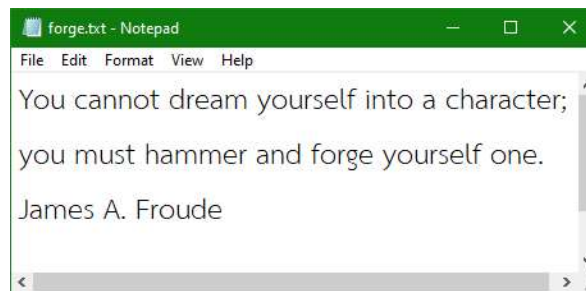 forge.txt - Notepad
File Edit Format View Help
You cannot dream yourself into a character;
you must hammer and forge yourself one.
James A. Froude